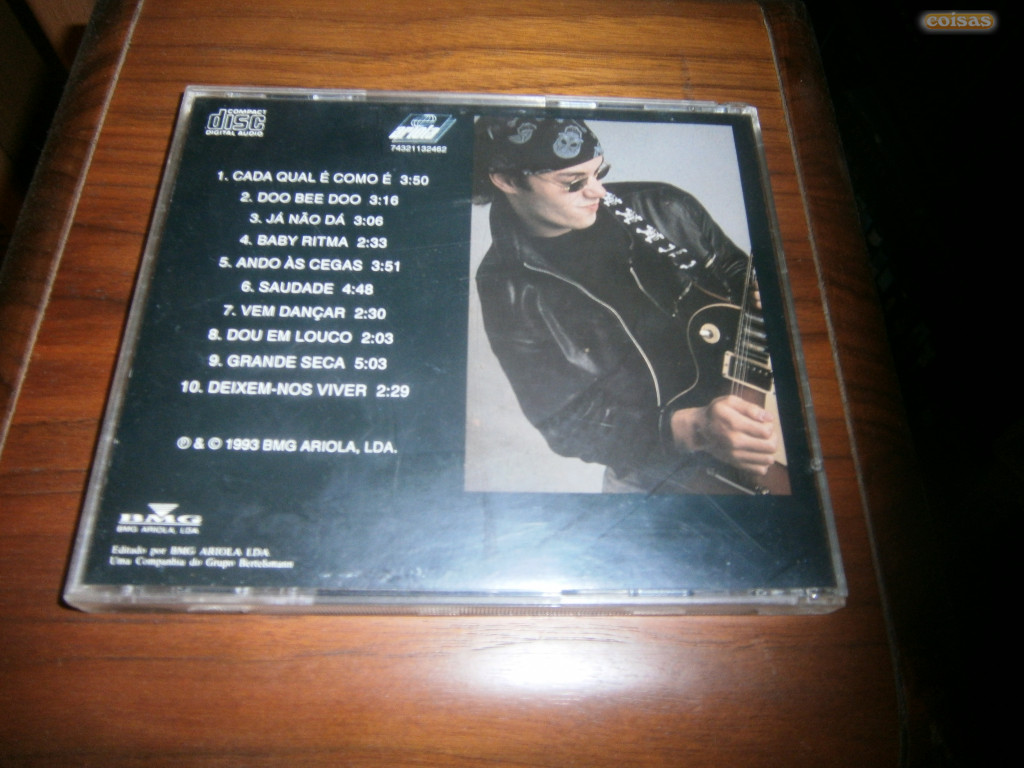 coisas
COMPACT
disc
DIGITAL AUDIO
ariola
74321132462
1. CADA QUAL É COMO É 3:50
2. DOO BEE DOO 3:16
3. JÁ NÃO DÁ 3:06
4. BABY RITMA 2:33
5. ANDO ÀS CEGAS 3:51
6. SAUDADE 4:48
7. VEM DANÇAR 2:30
8. DOU EM LOUCO 2:03
9. GRANDE SECA 5:03
10. DEIXEM-NOS VIVER 2:29
℗ & © 1993 BMG ARIOLA, LDA.
BMG
BMG ARIOLA, LDA.
Editado por BMG ARIOLA LDA.
Uma Companhia do Grupo Bertelsmann